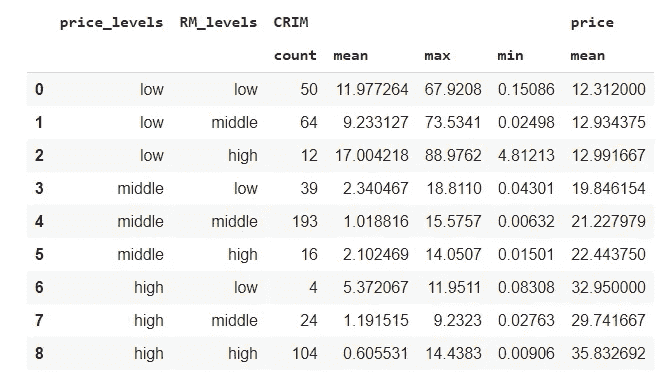 price_levels RM_levels CRIM price
count mean max min mean
0 low low 50 11.977264 67.9208 0.15086 12.312000
1 low middle 64 9.233127 73.5341 0.02498 12.934375
2 low high 12 17.004218 88.9762 4.81213 12.991667
3 middle low 39 2.340467 18.8110 0.04301 19.846154
4 middle middle 193 1.018816 15.5757 0.00632 21.227979
5 middle high 16 2.102469 14.0507 0.01501 22.443750
6 high low 4 5.372067 11.9511 0.08308 32.950000
7 high middle 24 1.191515 9.2323 0.02763 29.741667
8 high high 104 0.605531 14.4383 0.00906 35.832692